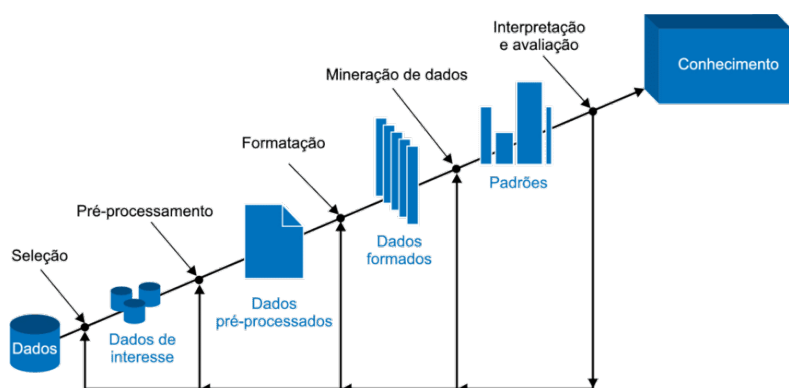 Interpretação
e avaliação
Conhecimento
Mineração de dados
Formatação
Padrões
Pré-processamento
Dados
formados
Seleção
Dados
pré-processados
Dados de
interesse
Dados